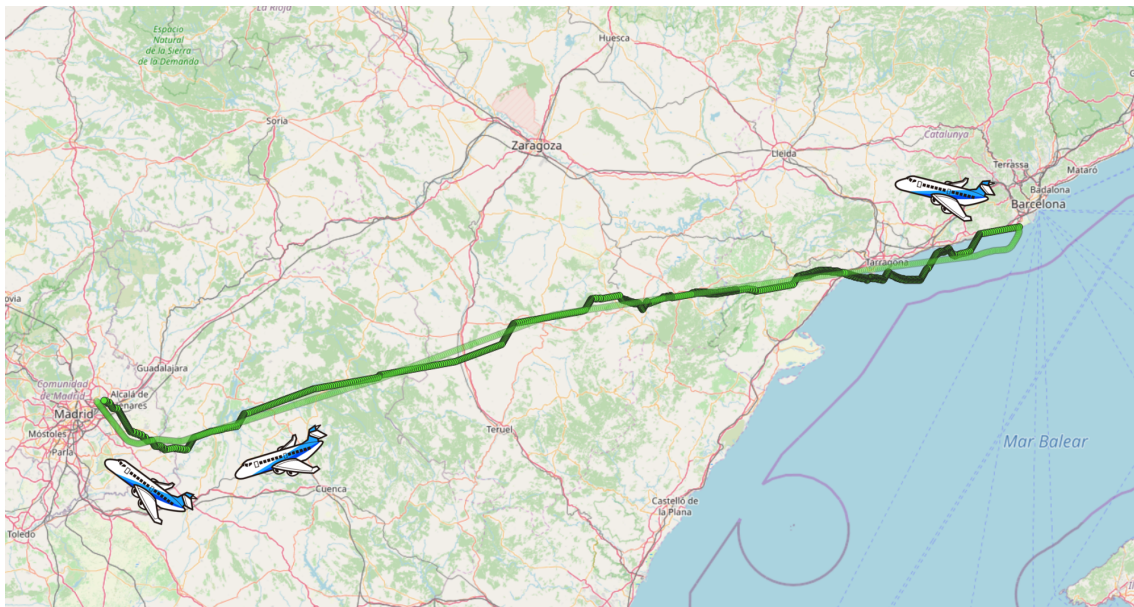 La Rioja
Huesca
Espacio
Natural
de la Sierra
de la Demanda
Soria
Zaragoza
Lleida
Catalunya
Terrassa
Mataró
Badalona
Barcelona
Tarragona
Guadalajara
Comunidad
de Madrid
Alcalá de
Henares
Madrid
Móstoles
Parla
Teruel
Cuenca
Toledo
Castelló de
la Plana
Mar Balear